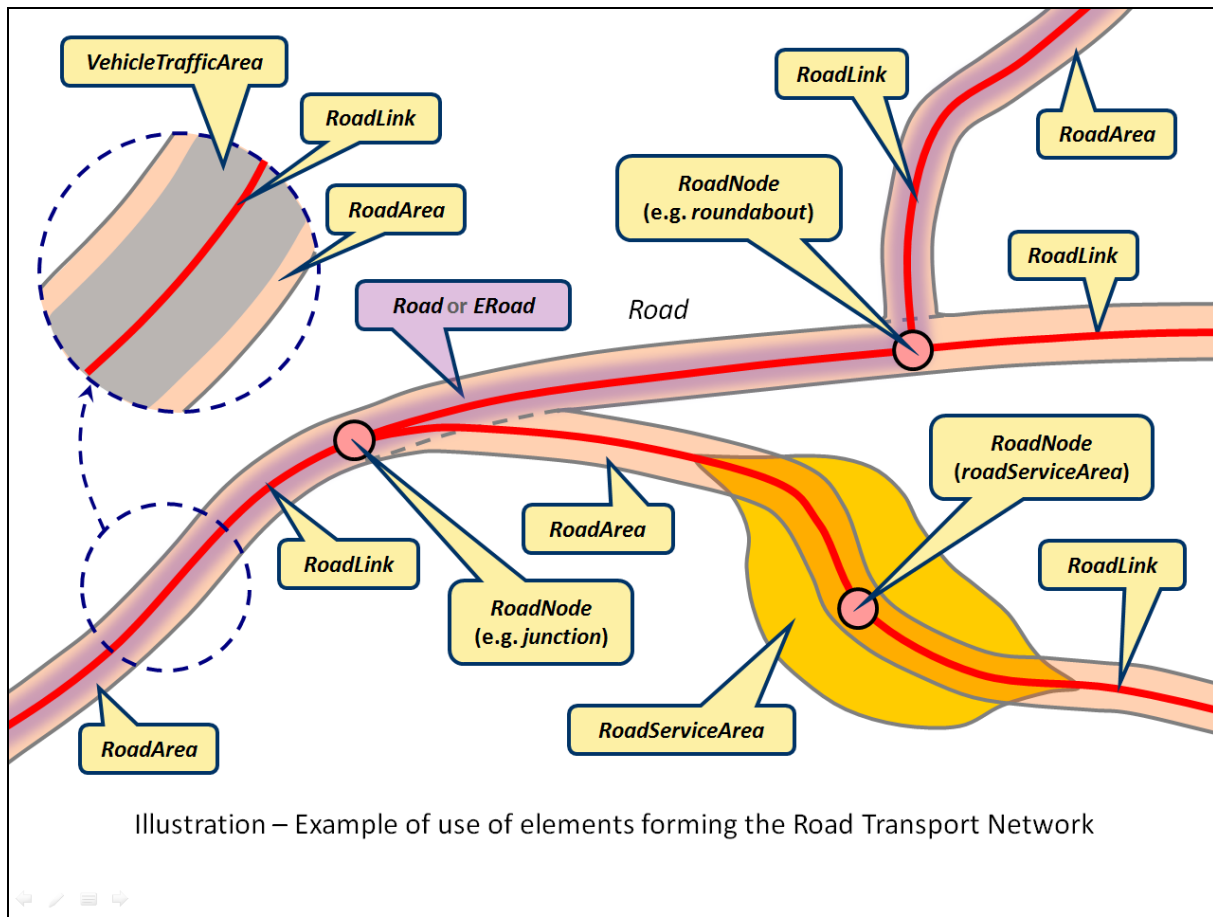 VehicleTrafficArea
RoadLink
RoadArea
RoadLink
RoadArea
RoadNode
(e.g. roundabout)
RoadLink
Road or ERoad
Road
RoadNode
(roadServiceArea)
RoadArea
RoadLink
RoadLink
RoadNode
(e.g. junction)
RoadServiceArea
RoadArea
Illustration – Example of use of elements forming the Road Transport Network